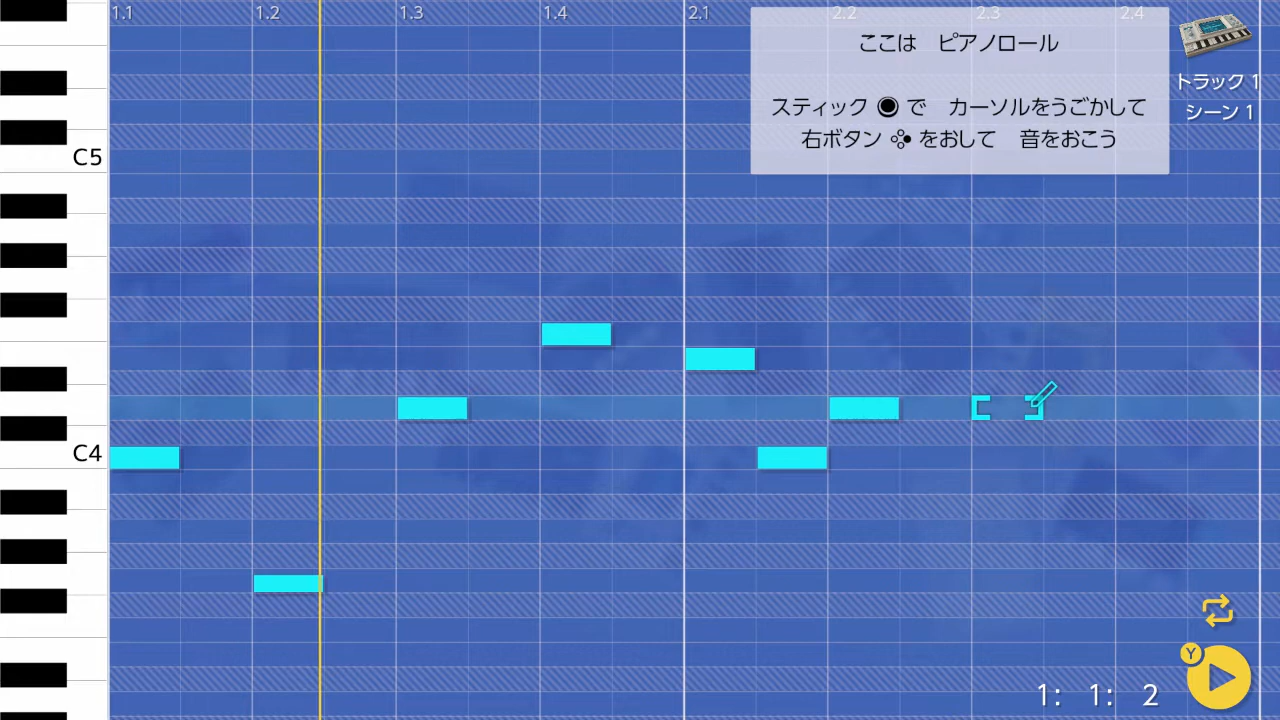 1.1 1.2 1.3 1.4 2.1 2.2 2.3 2.4
ここは　ピアノロール
スティック で　カーソルをうごかして
右ボタン をおして　音をおこう
トラック 1
シーン 1
C5
C4
Y
1: 1: 2